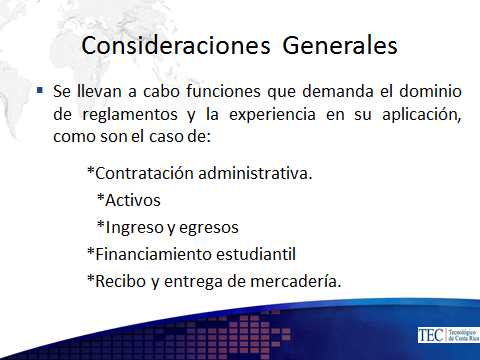 Consideraciones Generales
▪ Se llevan a cabo funciones que demanda el dominio
de reglamentos y la experiencia en su aplicación,
como son el caso de:
*Contratación administrativa.
*Activos
*Ingreso y egresos
*Financiamiento estudiantil
*Recibo y entrega de mercadería.
TEC | Tecnológico
de Costa Rica